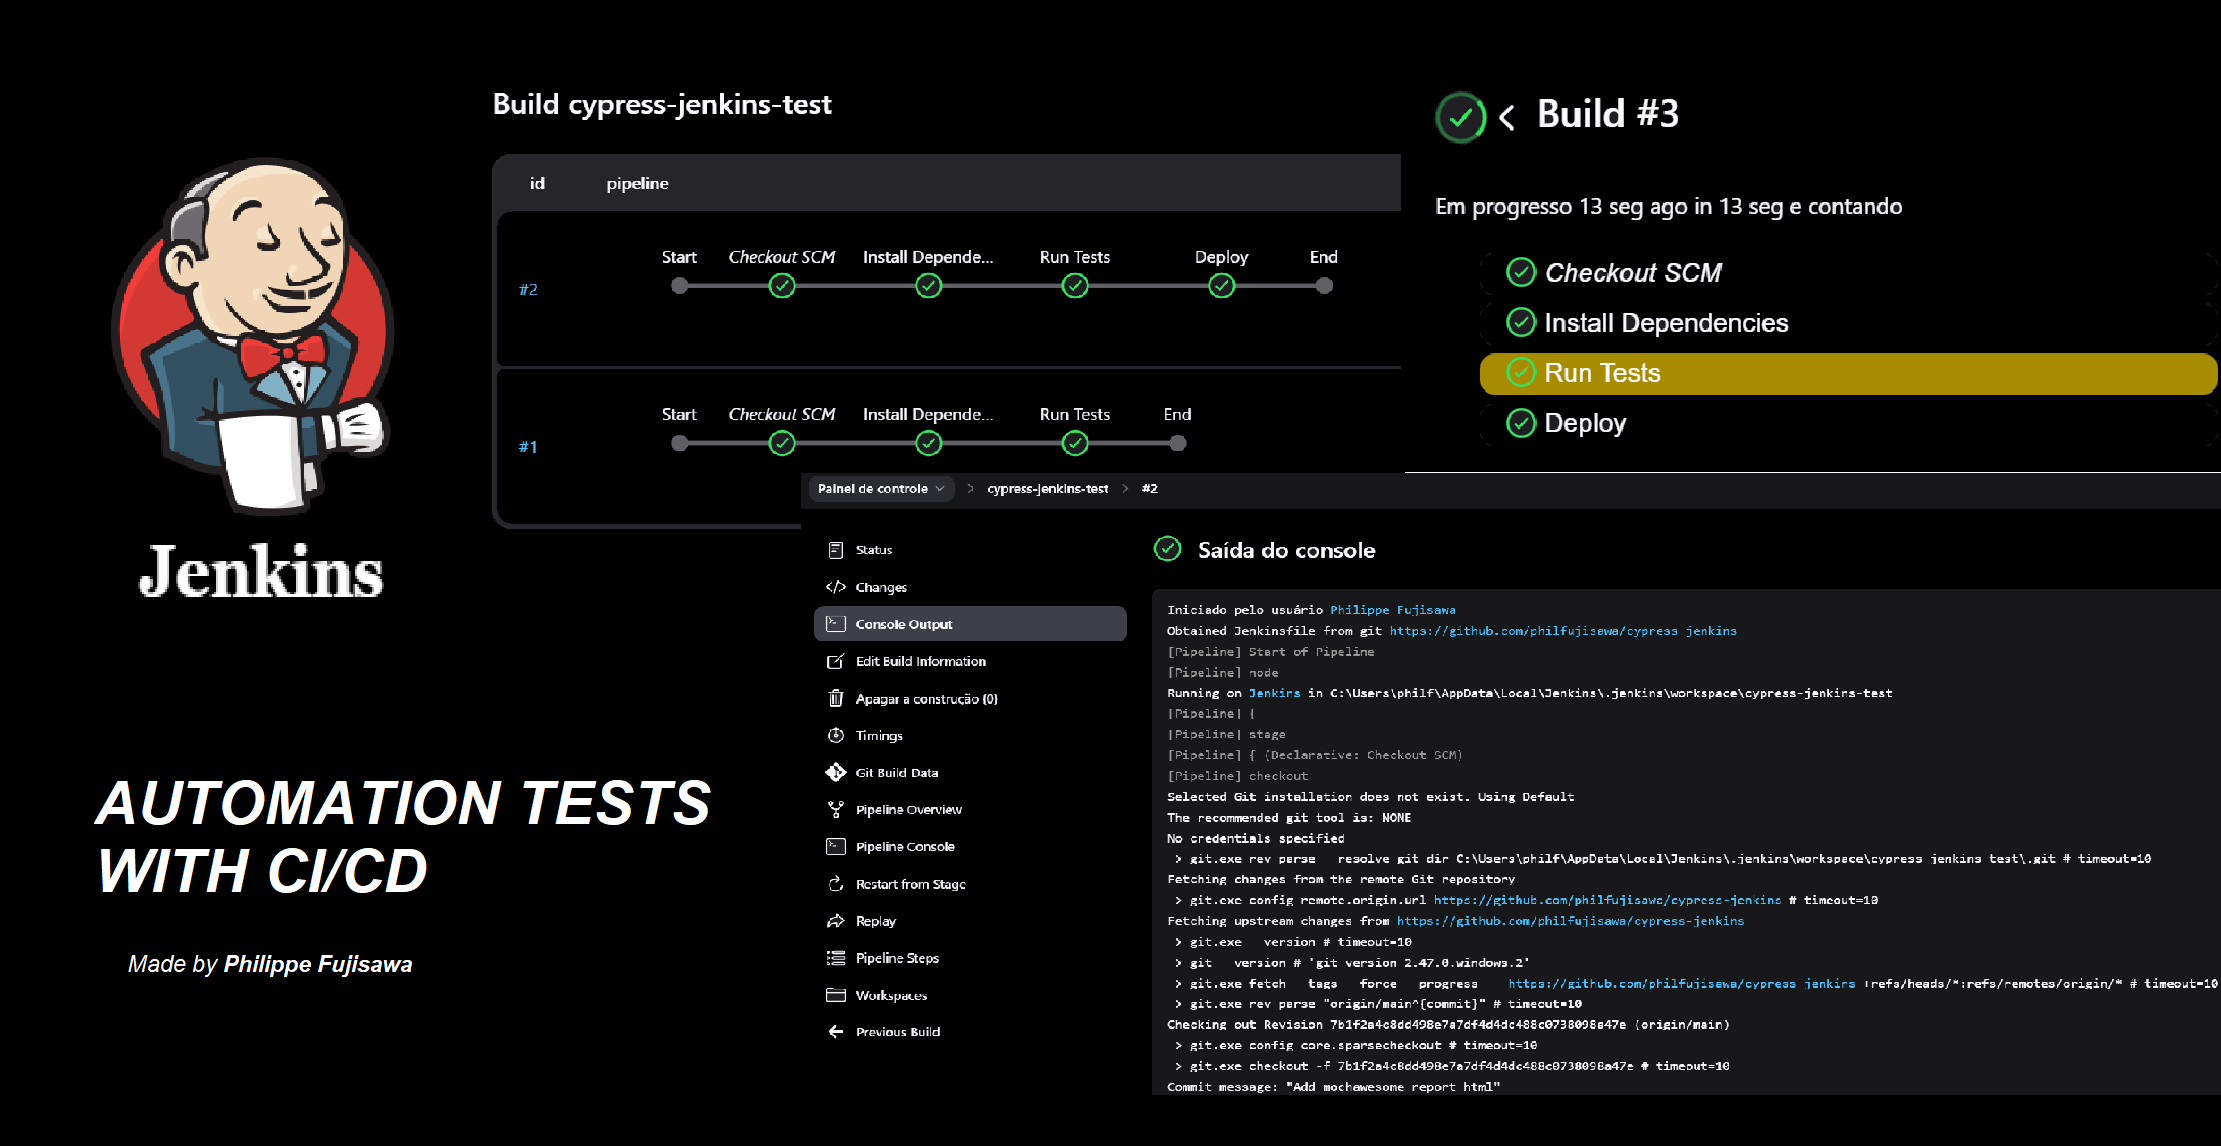 Jenkins
AUTOMATION TESTS
WITH CI/CD
Made by Philippe Fujisawa
Build cypress-jenkins-test
id pipeline
#2
Start Checkout SCM Install Depende... Run Tests Deploy End
#1
Start Checkout SCM Install Depende... Run Tests End
Build #3
Em progresso 13 seg ago in 13 seg e contando
Checkout SCM
Install Dependencies
Run Tests
Deploy
Painel de controle > cypress-jenkins-test > #2
Status
Changes
Console Output
Edit Build Information
Apagar a construção (0)
Timings
Git Build Data
Pipeline Overview
Pipeline Console
Restart from Stage
Replay
Pipeline Steps
Workspaces
Previous Build
Saída do console
Iniciado pelo usuário Philippe Fujisawa
Obtained Jenkinsfile from git https://github.com/philfujisawa/cypress jenkins
[Pipeline] Start of Pipeline
[Pipeline] node
Running on Jenkins in C:\Users\philf\AppData\Local\Jenkins\.jenkins\workspace\cypress-jenkins-test
[Pipeline] {
[Pipeline] stage
[Pipeline] { (Declarative: Checkout SCM)
[Pipeline] checkout
Selected Git installation does not exist. Using Default
The recommended git tool is: NONE
No credentials specified
> git.exe rev parse resolve git dir C:\Users\philf\AppData\Local\Jenkins\.jenkins\workspace\cypress jenkins test\.git # timeout=10
Fetching changes from the remote Git repository
> git.exe config remote.origin.url https://github.com/philfujisawa/cypress-jenkins # timeout=10
Fetching upstream changes from https://github.com/philfujisawa/cypress-jenkins
> git.exe version # timeout=10
> git version # 'git version 2.47.0.windows.2'
> git.exe fetch tags force progress https://github.com/philfujisawa/cypress jenkins +refs/heads/*:refs/remotes/origin/* # timeout=10
> git.exe rev parse "origin/main^{commit}" # timeout=10
Checking out Revision 7b1f2a4c8dd498e7a7df4d4dc488c0738098a47e (origin/main)
> git.exe config core.sparsecheckout # timeout=10
> git.exe checkout -f 7b1f2a4c8dd498e7a7df4d4dc488c0738098a47e # timeout=10
Commit message: "Add mochawesome report html"